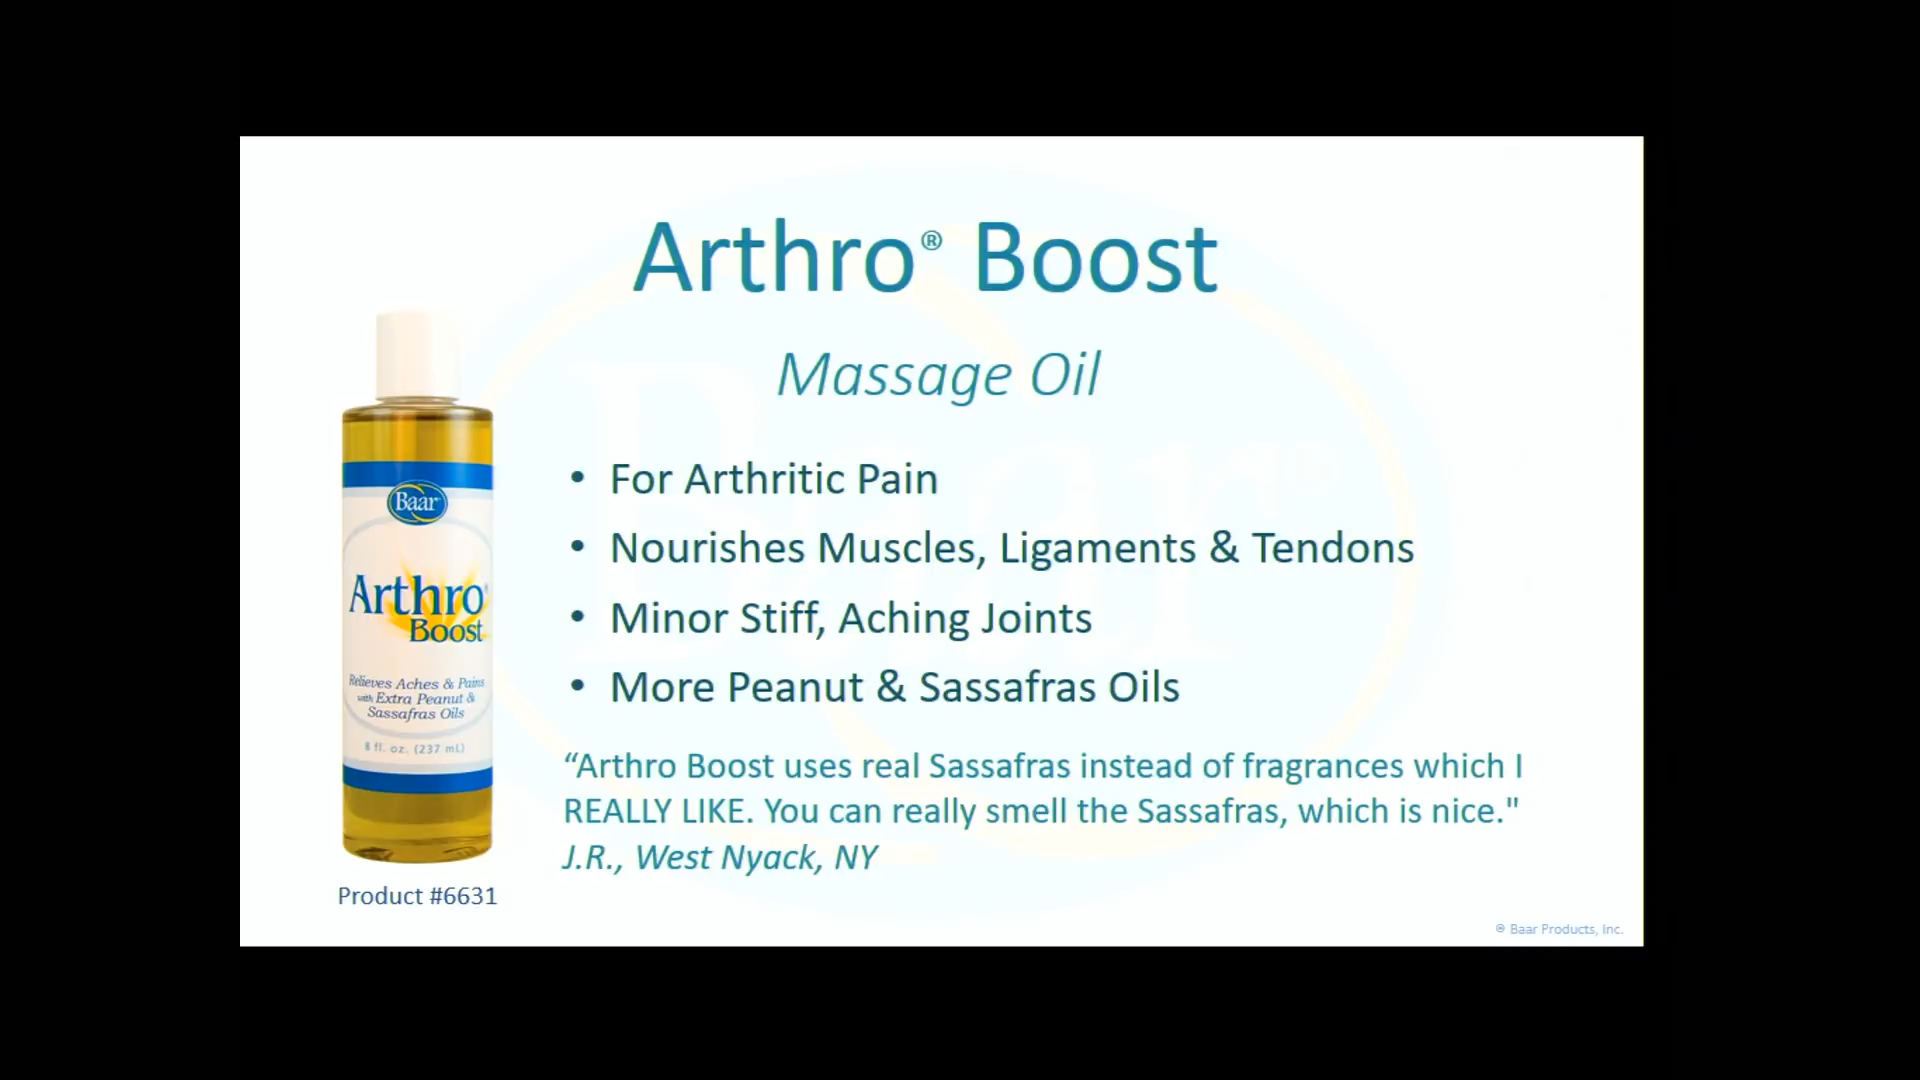 Arthro® Boost
Massage Oil
• For Arthritic Pain
• Nourishes Muscles, Ligaments & Tendons
• Minor Stiff, Aching Joints
• More Peanut & Sassafras Oils
“Arthro Boost uses real Sassafras instead of fragrances which I
REALLY LIKE. You can really smell the Sassafras, which is nice."
J.R., West Nyack, NY
Baar
Arthro®
Boost
Relieves Aches & Pains
with Extra Peanut &
Sassafras Oils
8 fl. oz. (237 mL)
Product #6631
Baar®
® Baar Products, Inc.